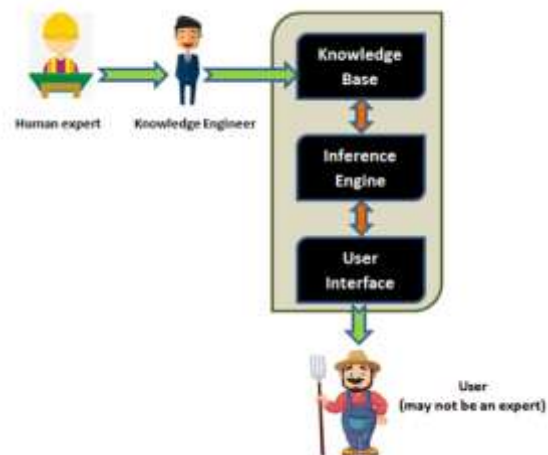 Knowledge
Base
Human expert
Knowledge Engineer
Inference
Engine
User
Interface
User
(may not be an expert)